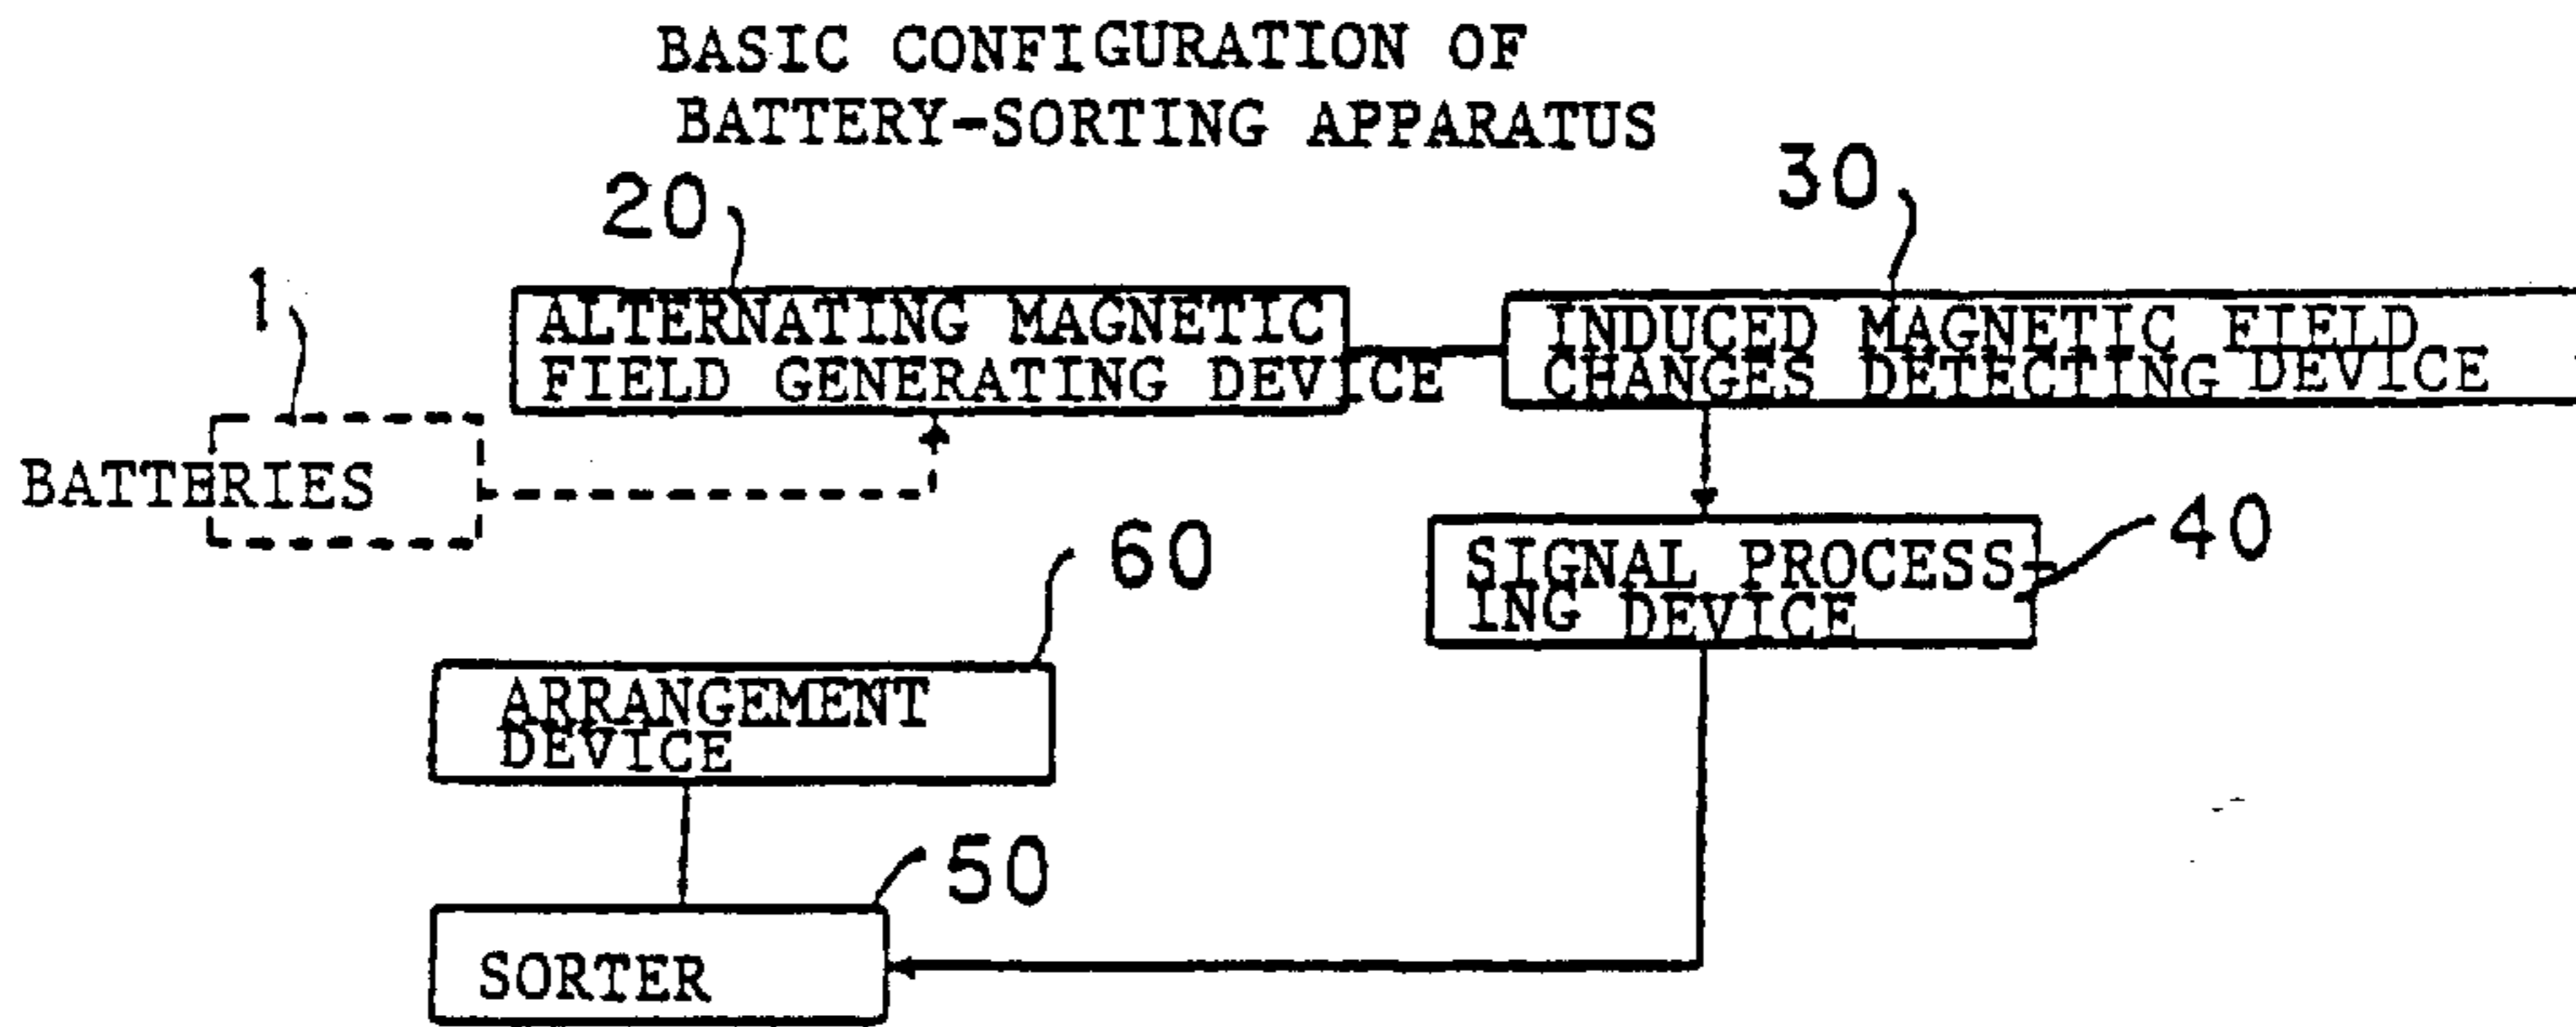 BASIC CONFIGURATION OF
BATTERY-SORTING APPARATUS
20
30
1
ALTERNATING MAGNETIC
FIELD GENERATING DEVICE
INDUCED MAGNETIC FIELD
CHANGES DETECTING DEVICE
BATTERIES
60
40
SIGNAL PROCESS-
ING DEVICE
ARRANGEMENT
DEVICE
50
SORTER